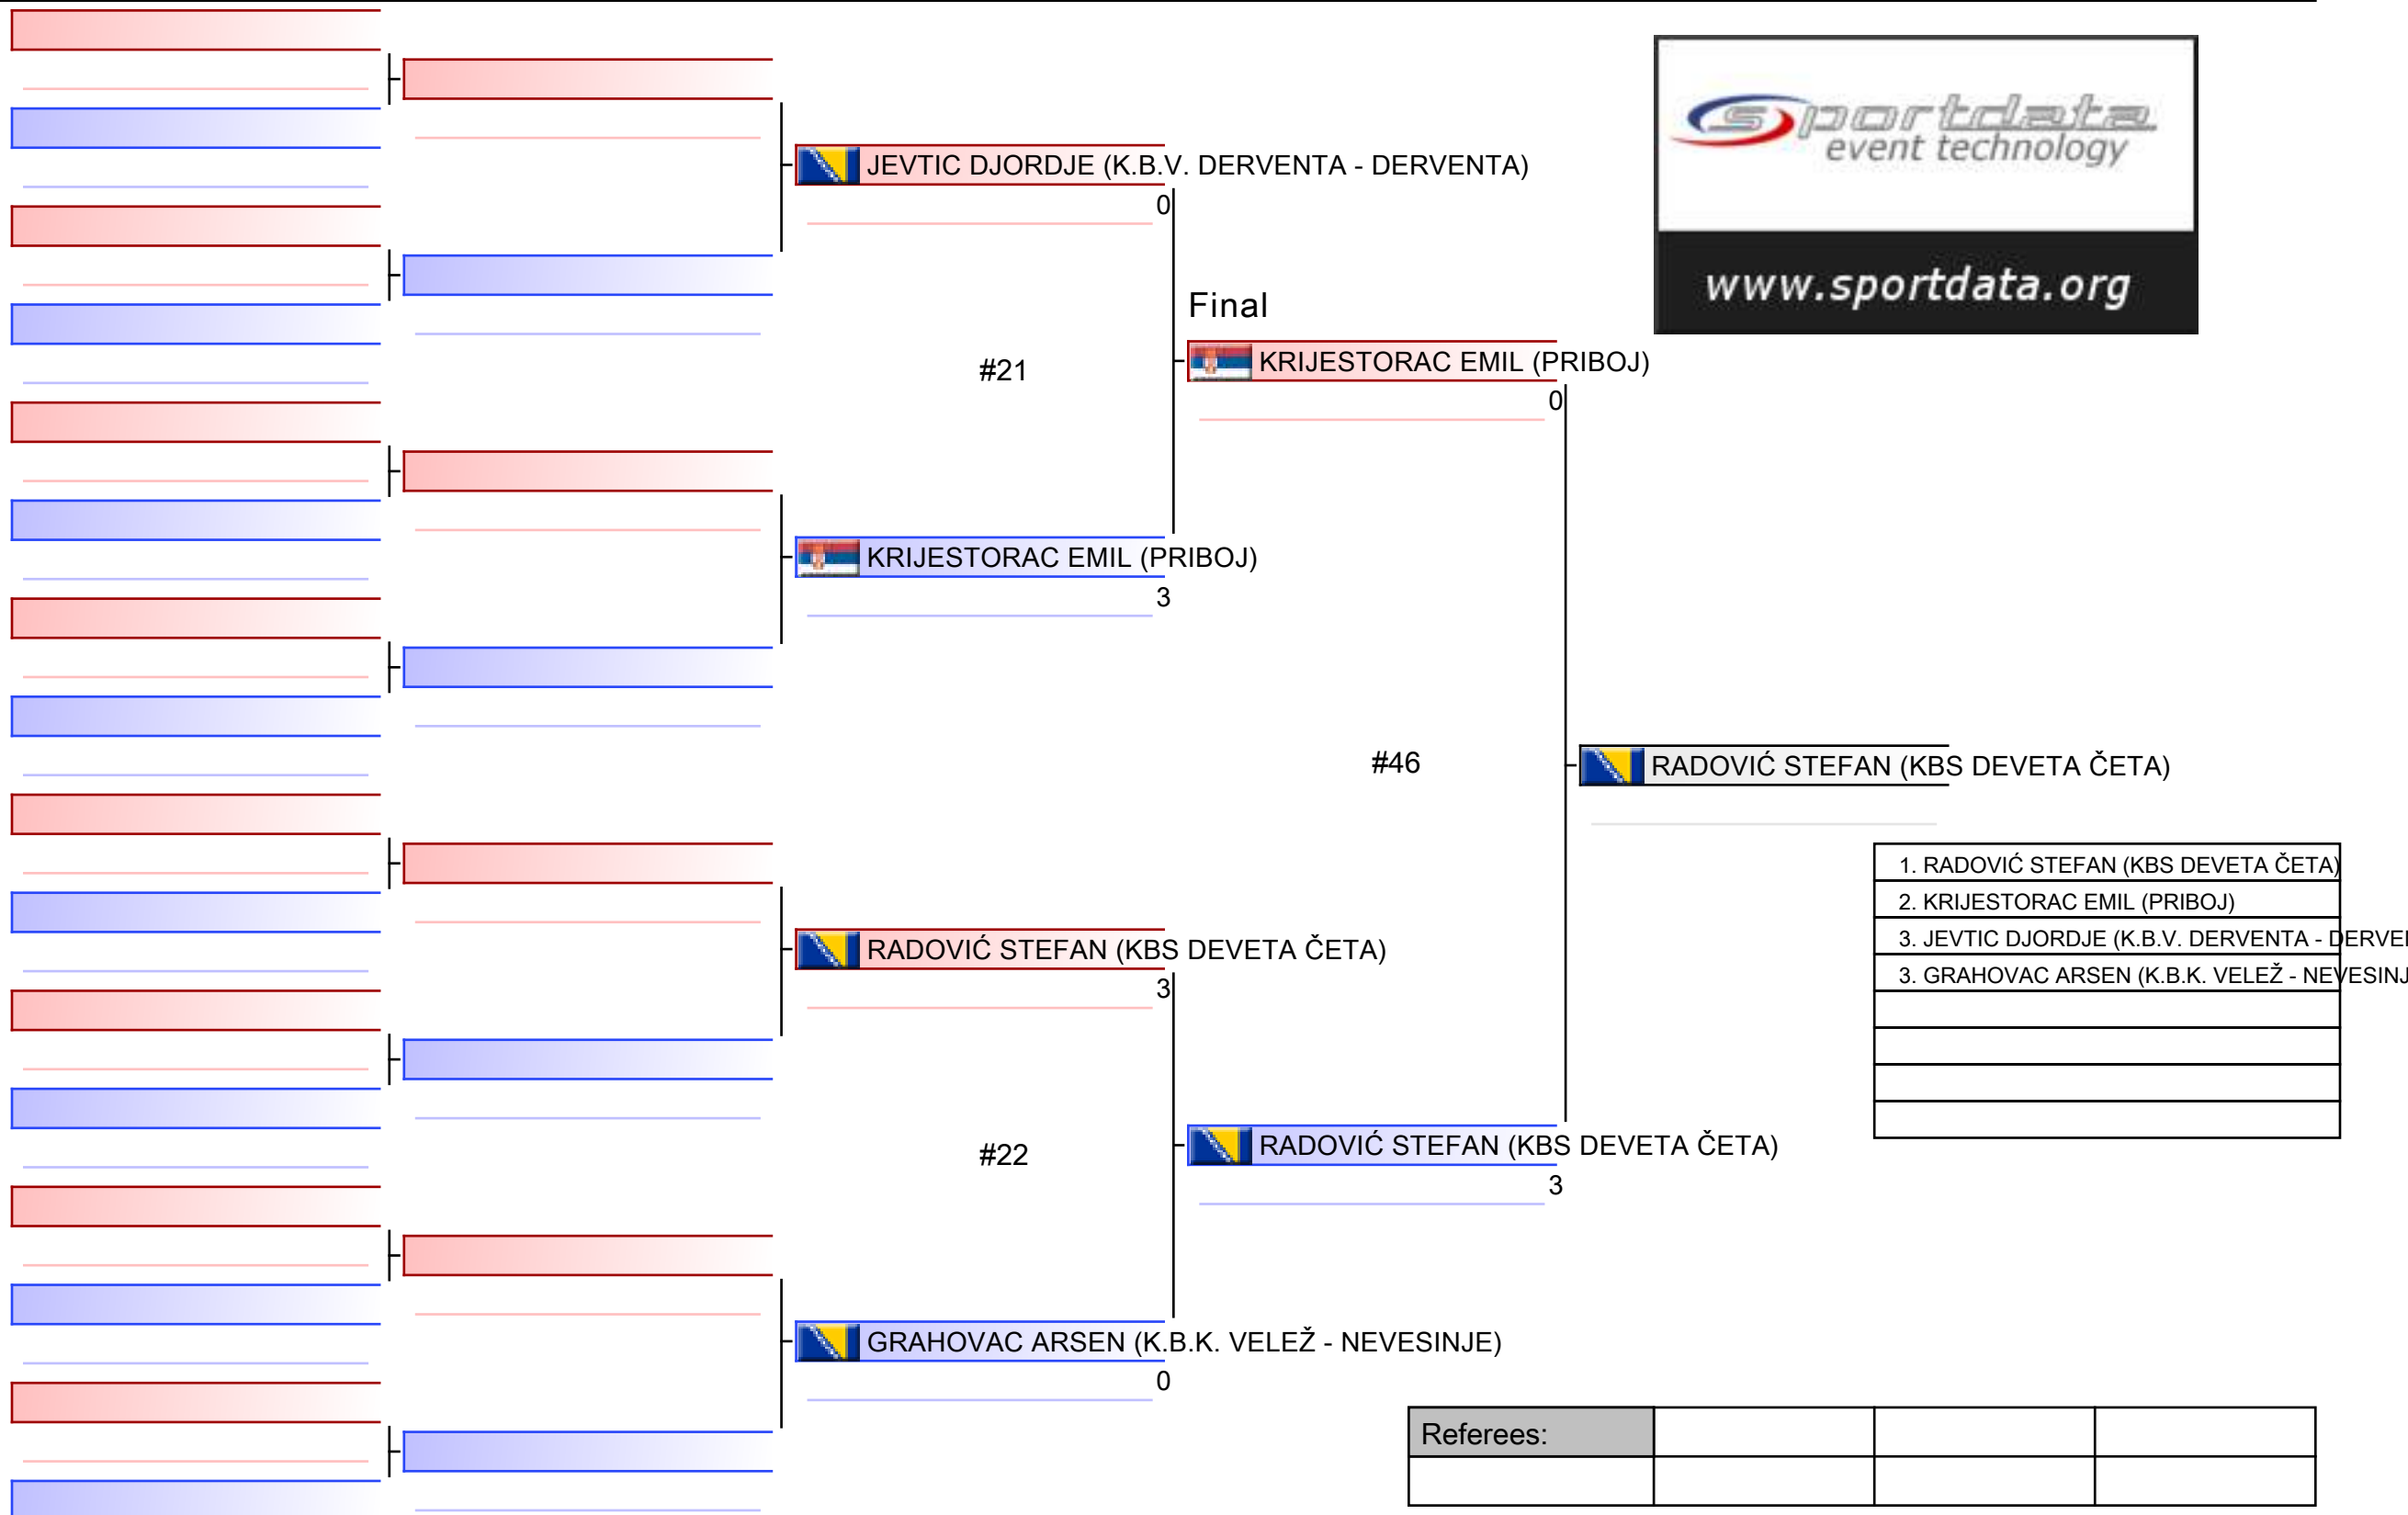 sportdata
event technology
www.sportdata.org
JEVTIC DJORDJE (K.B.V. DERVENTA - DERVENTA)
0
Final
#21
KRIJESTORAC EMIL (PRIBOJ)
0
KRIJESTORAC EMIL (PRIBOJ)
3
#46
RADOVIĆ STEFAN (KBS DEVETA ČETA)
1. RADOVIĆ STEFAN (KBS DEVETA ČETA)
2. KRIJESTORAC EMIL (PRIBOJ)
3. JEVTIC DJORDJE (K.B.V. DERVENTA - DERVE
3. GRAHOVAC ARSEN (K.B.K. VELEŽ - NEVESINJ
RADOVIĆ STEFAN (KBS DEVETA ČETA)
3
#22
RADOVIĆ STEFAN (KBS DEVETA ČETA)
3
GRAHOVAC ARSEN (K.B.K. VELEŽ - NEVESINJE)
0
Referees: